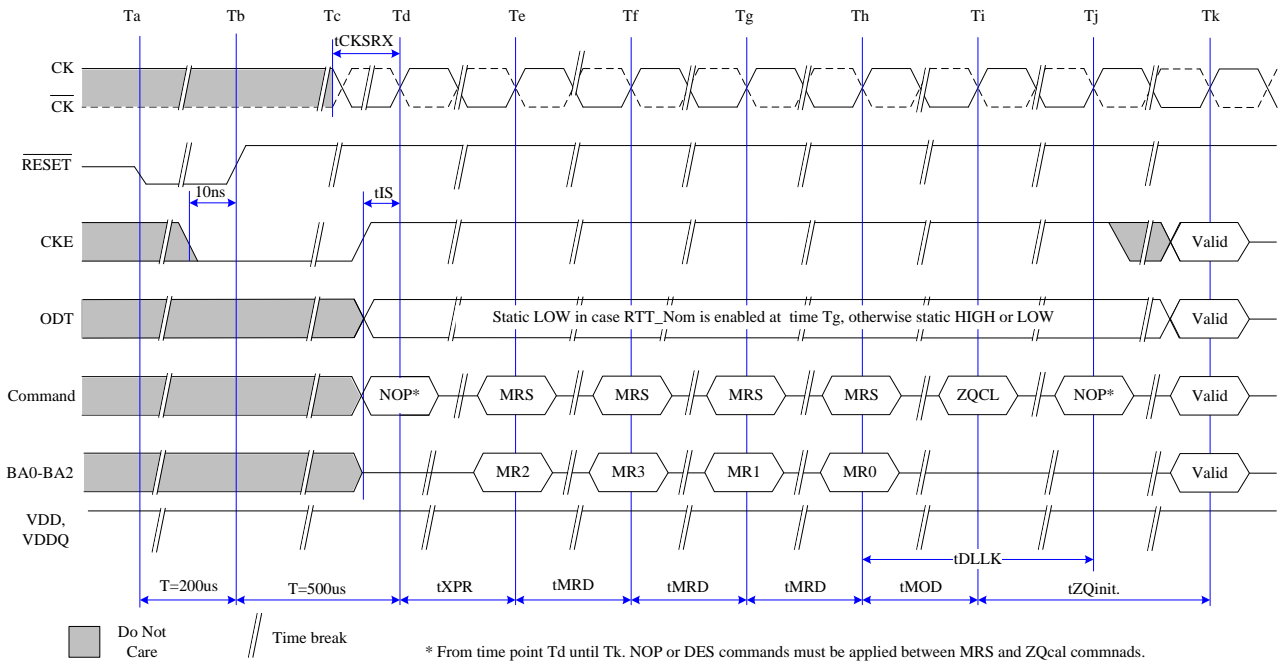 Ta Tb Tc Td Te Tf Tg Th Ti Tj Tk
tCKSRX
CK
CK
RESET
10ns
tIS
CKE
Valid
ODT
Static LOW in case RTT_Nom is enabled at time Tg, otherwise static HIGH or LOW
Valid
Command
NOP* MRS MRS MRS MRS ZQCL NOP* Valid
BA0-BA2
MR2 MR3 MR1 MR0 Valid
VDD,
VDDQ
tDLLK
T=200us T=500us tXPR tMRD tMRD tMRD tMOD tZQinit.
Do Not
Care
Time break
* From time point Td until Tk. NOP or DES commands must be applied between MRS and ZQcal commnads.